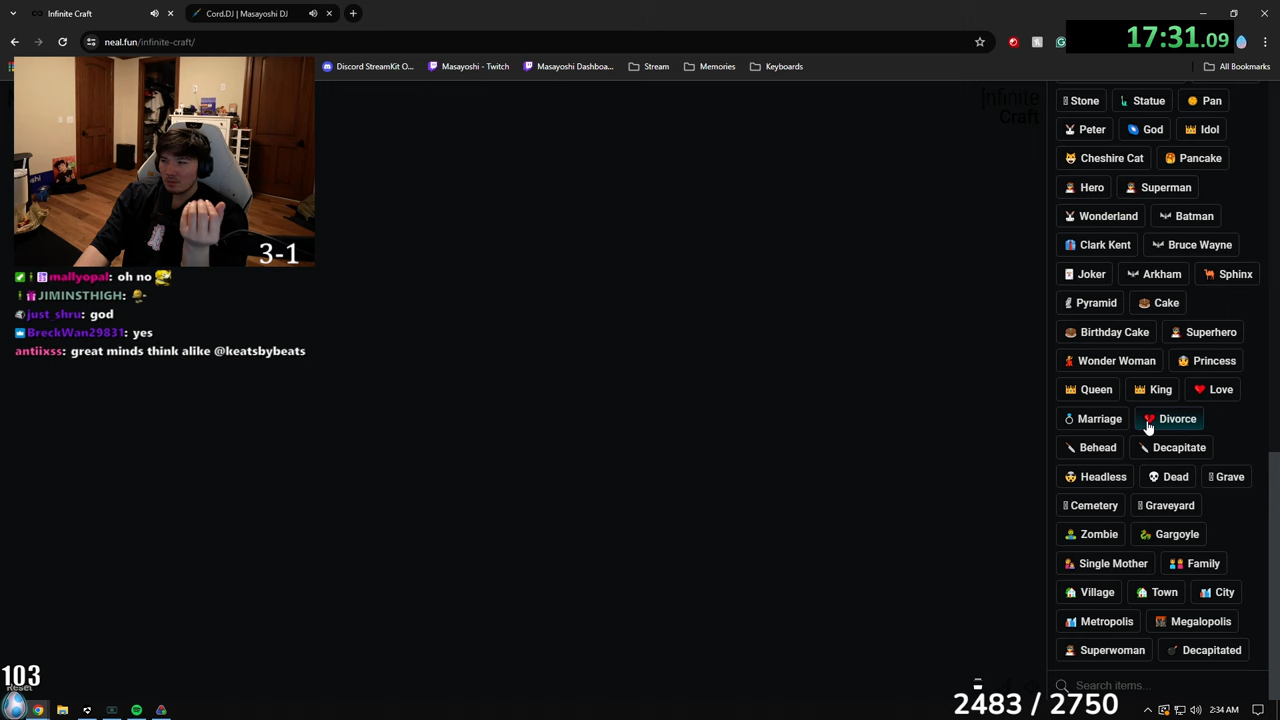 Infinite Craft
Cord.DJ | Masayoshi DJ
17:31.09
neal.fun/infinite-craft/
Discord StreamKit O...
Masayoshi - Twitch
Masayoshi Dashboa...
Stream
Memories
Keyboards
All Bookmarks
Infinite
Craft
3-1
mallyopal: oh no
JIMINSTHIGH:
just_shru: god
BreckWan29831: yes
antiixss: great minds think alike @keatsbybeats
Stone Statue Pan
Peter God Idol
Cheshire Cat Pancake
Hero Superman
Wonderland Batman
Clark Kent Bruce Wayne
Joker Arkham Sphinx
Pyramid Cake
Birthday Cake Superhero
Wonder Woman Princess
Queen King Love
Marriage Divorce
Behead Decapitate
Headless Dead Grave
Cemetery Graveyard
Zombie Gargoyle
Single Mother Family
Village Town City
Metropolis Megalopolis
Superwoman Decapitated
Search items...
103
Reset
2483 / 2750
2:34 AM